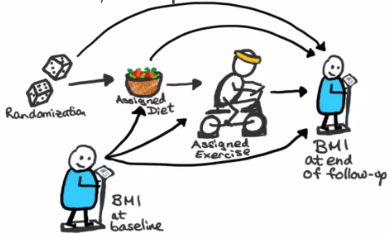 Randomization
Assigned
Diet
Assigned
Exercise
BMI
at end
of follow-up
BMI
at
baseline